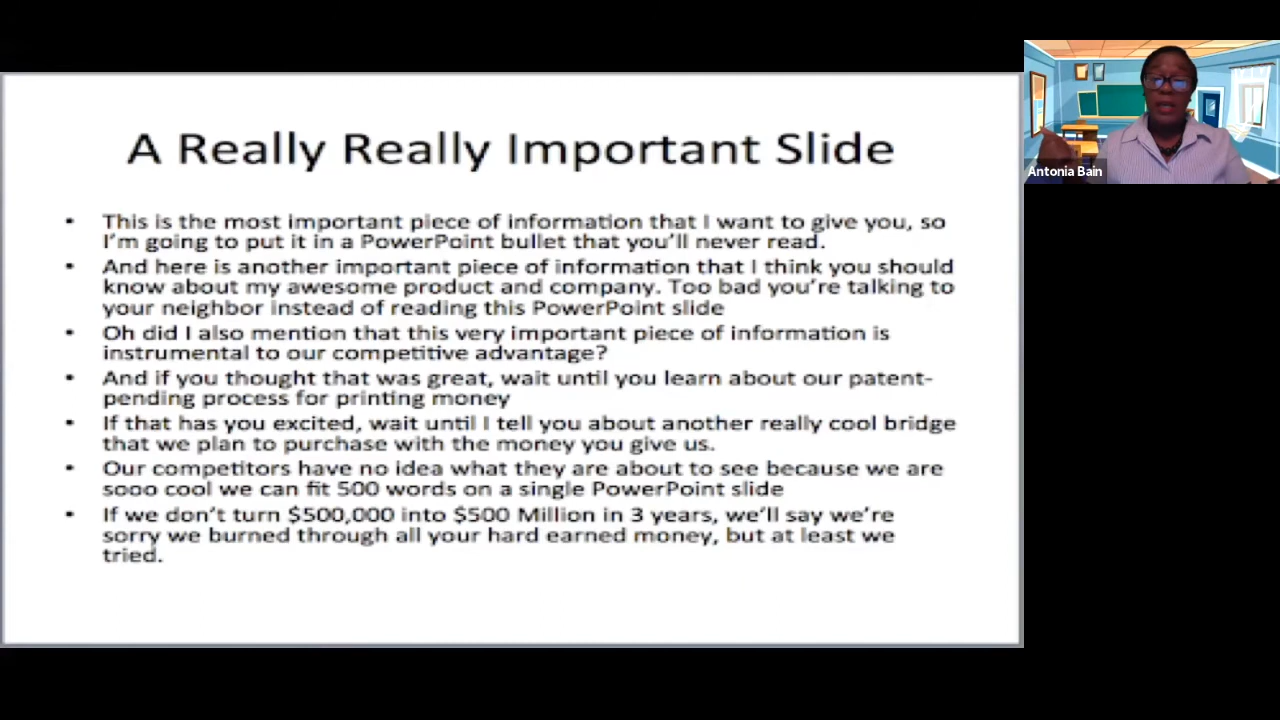 A Really Really Important Slide
• This is the most important piece of information that I want to give you, so
I'm going to put it in a PowerPoint bullet that you'll never read.
• And here is another important piece of information that I think you should
know about my awesome product and company. Too bad you're talking to
your neighbor instead of reading this PowerPoint slide
• Oh did I also mention that this very important piece of information is
instrumental to our competitive advantage?
• And if you thought that was great, wait until you learn about our patent-
pending process for printing money
• If that has you excited, wait until I tell you about another really cool bridge
that we plan to purchase with the money you give us.
• Our competitors have no idea what they are about to see because we are
sooo cool we can fit 500 words on a single PowerPoint slide
• If we don't turn $500,000 into $500 Million in 3 years, we'll say we're
sorry we burned through all your hard earned money, but at least we
tried.
Antonia Bain